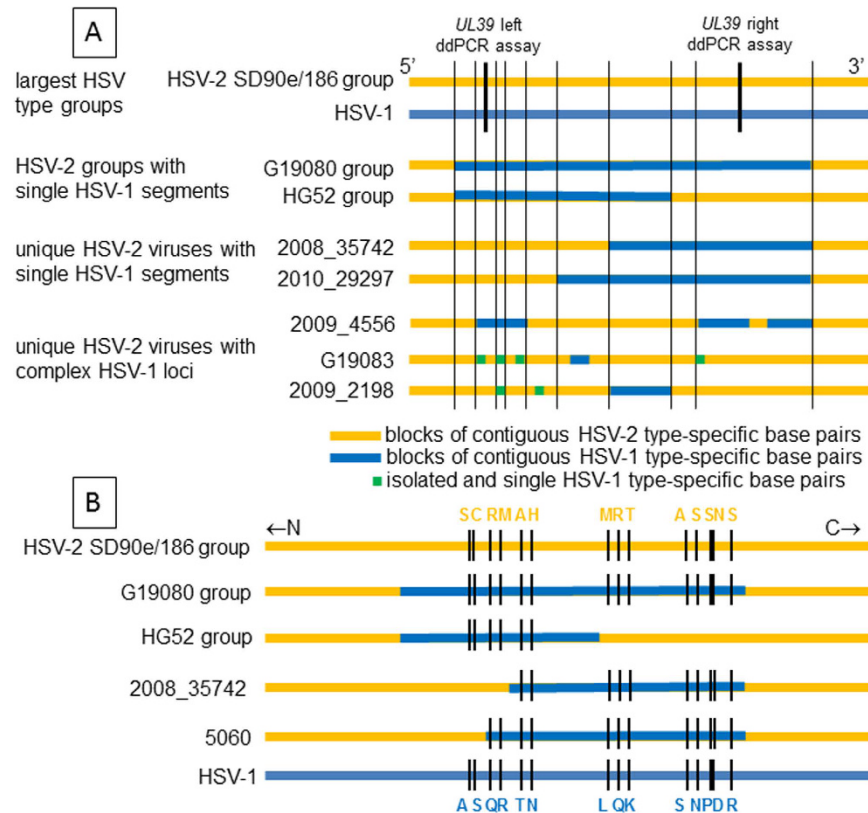 A
UL39 left
ddPCR assay
UL39 right
ddPCR assay
5’
3’
largest HSV
type groups
HSV-2 SD90e/186 group
HSV-1
HSV-2 groups with
single HSV-1 segments
G19080 group
HG52 group
unique HSV-2 viruses with
single HSV-1 segments
2008_35742
2010_29297
unique HSV-2 viruses with
complex HSV-1 loci
2009_4556
G19083
2009_2198
blocks of contiguous HSV-2 type-specific base pairs
blocks of contiguous HSV-1 type-specific base pairs
isolated and single HSV-1 type-specific base pairs
B
←N
S C R M A H M R T A S S N S
C→
HSV-2 SD90e/186 group
G19080 group
HG52 group
2008_35742
5060
HSV-1
A S Q R T N L Q K S N P D R